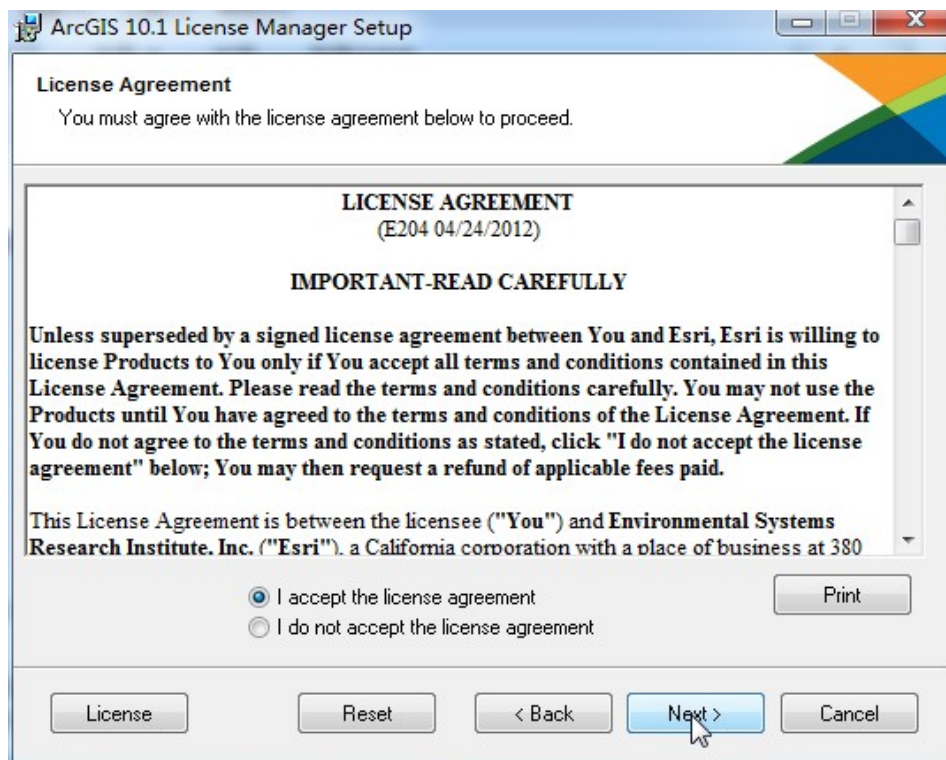 ArcGIS 10.1 License Manager Setup
License Agreement
You must agree with the license agreement below to proceed.
LICENSE AGREEMENT
(E204 04/24/2012)
IMPORTANT-READ CAREFULLY
Unless superseded by a signed license agreement between You and Esri, Esri is willing to
license Products to You only if You accept all terms and conditions contained in this
License Agreement. Please read the terms and conditions carefully. You may not use the
Products until You have agreed to the terms and conditions of the License Agreement. If
You do not agree to the terms and conditions as stated, click "I do not accept the license
agreement" below; You may then request a refund of applicable fees paid.
This License Agreement is between the licensee ("You") and Environmental Systems
Research Institute, Inc. ("Esri"), a California corporation with a place of business at 380
I accept the license agreement
Print
I do not accept the license agreement
License
Reset
< Back
Next >
Cancel